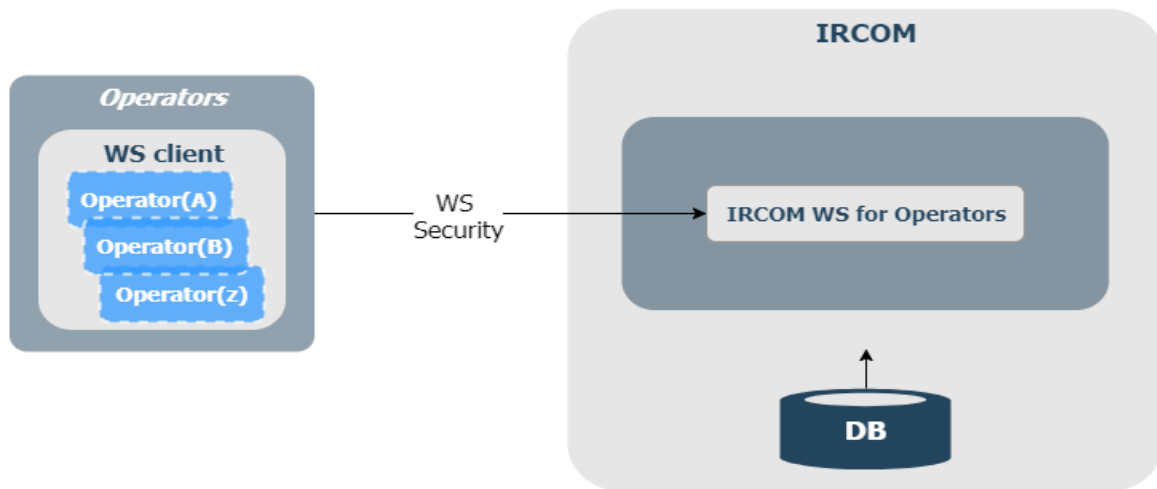 IRCOM
Operators
WS client
Operator(A)
Operator(B)
Operator(z)
WS
Security
IRCOM WS for Operators
DB